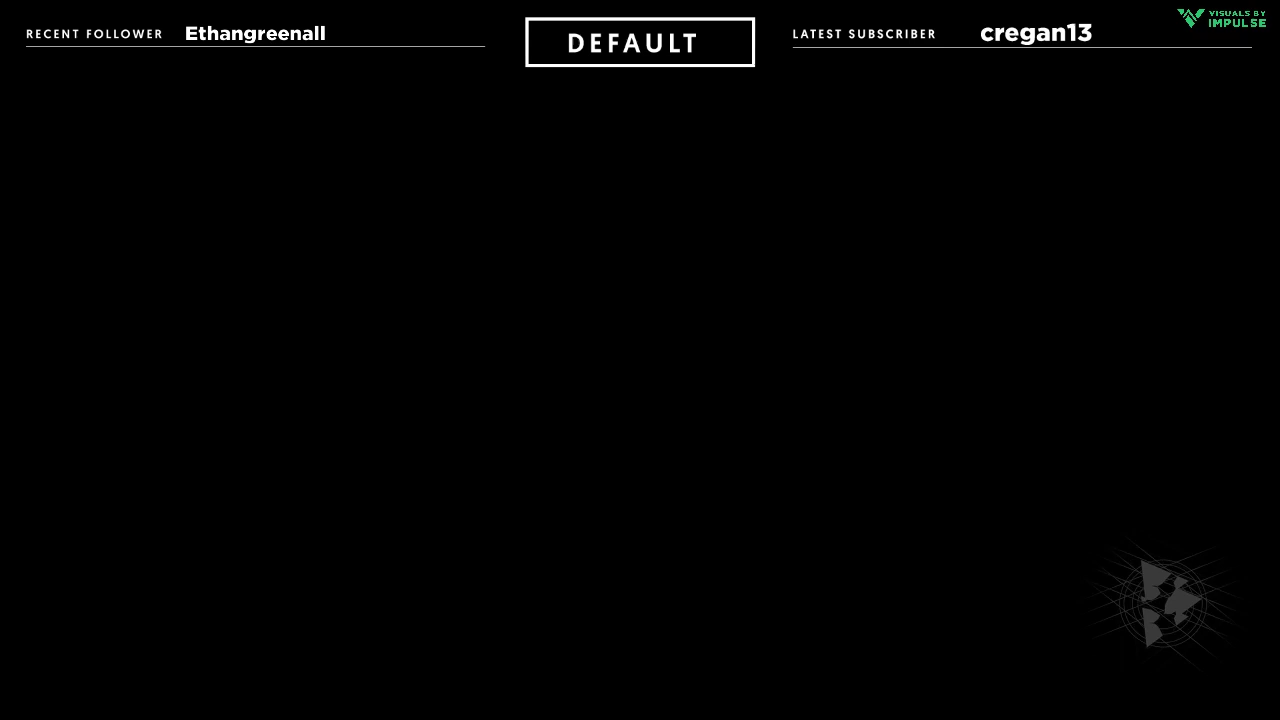 RECENT FOLLOWER Ethangreenall
DEFAULT
LATEST SUBSCRIBER cregan13
VISUALS BY
IMPULSE